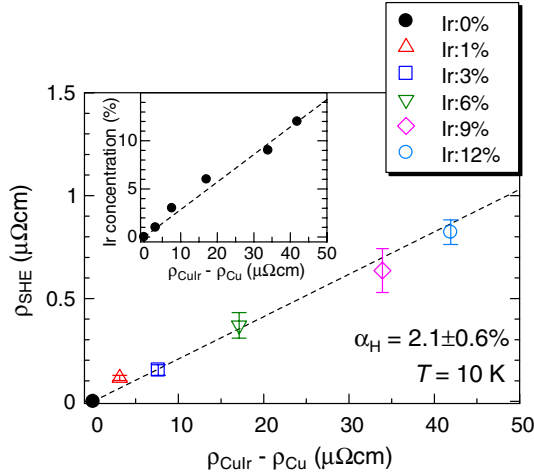 Ir:0%
Ir:1%
Ir:3%
Ir:6%
Ir:9%
Ir:12%
1.5
1
0.5
0
ρSHE (μΩcm)
10
5
0
Ir concentration (%)
0 10 20 30 40 50
ρCuIr - ρCu (μΩcm)
αH = 2.1±0.6%
T = 10 K
0 10 20 30 40 50
ρCuIr - ρCu (μΩcm)